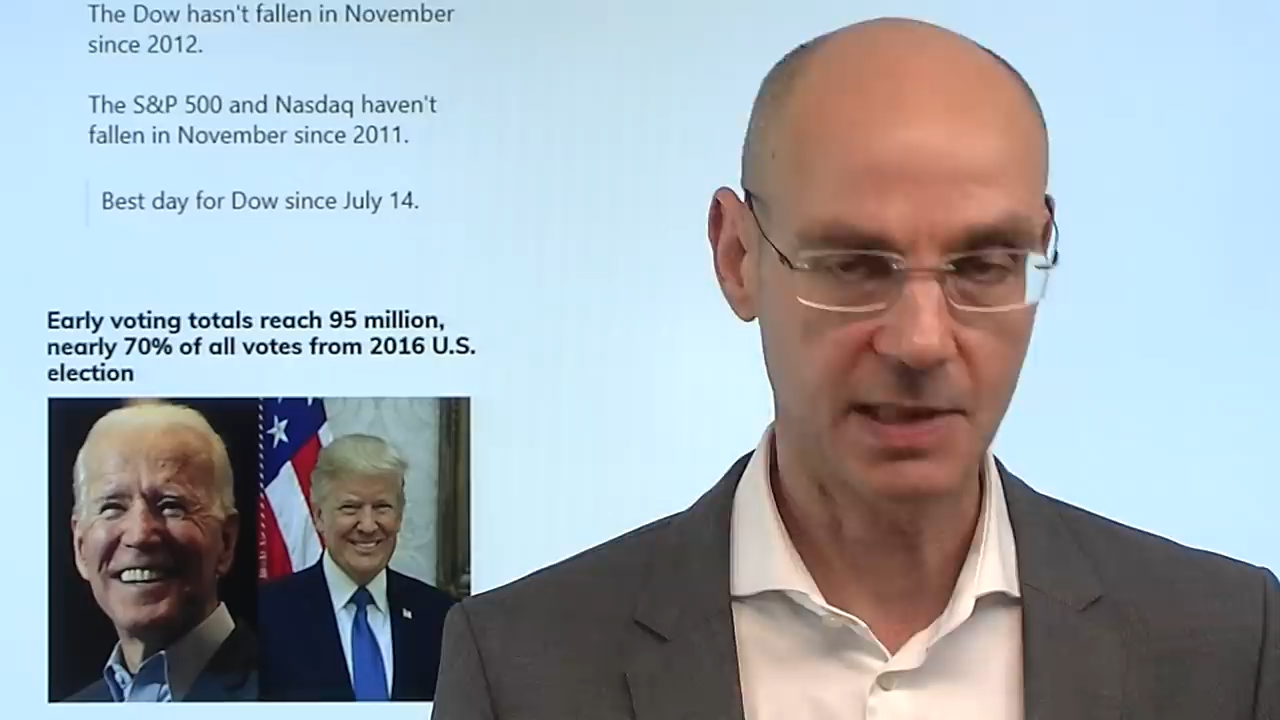 The Dow hasn't fallen in November
since 2012.
The S&P 500 and Nasdaq haven't
fallen in November since 2011.
Best day for Dow since July 14.
Early voting totals reach 95 million,
nearly 70% of all votes from 2016 U.S.
election